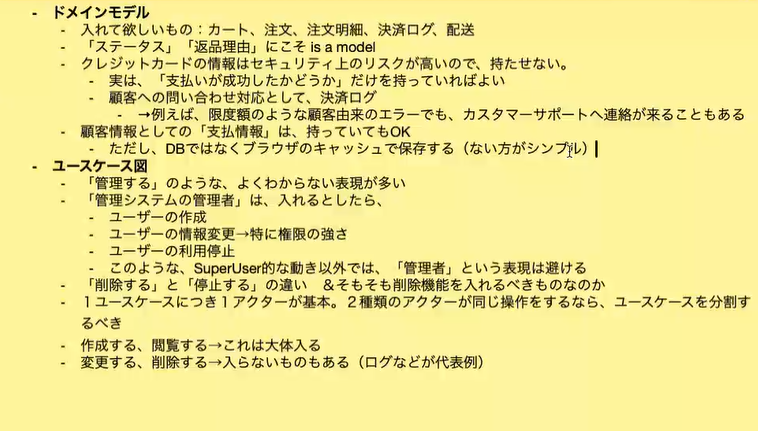 - ドメインモデル
- 入れて欲しいもの：カート、注文、注文明細、決済ログ、配送
- 「ステータス」「返品理由」にこそ is a model
- クレジットカードの情報はセキュリティ上のリスクが高いので、持たせない。
- 実は、「支払いが成功したかどうか」だけを持っていればよい
- 顧客への問い合わせ対応として、決済ログ
- →例えば、限度額のような顧客由来のエラーでも、カスタマーサポートへ連絡が来ることもある
- 顧客情報としての「支払情報」は、持っていてもOK
- ただし、DBではなくブラウザのキャッシュで保存する（ない方がシンプル）
- ユースケース図
- 「管理する」のような、よくわからない表現が多い
- 「管理システムの管理者」は、入れるとしたら、
- ユーザーの作成
- ユーザーの情報変更→特に権限の強さ
- ユーザーの利用停止
- このような、SuperUser的な動き以外では、「管理者」という表現は避ける
- 「削除する」と「停止する」の違い　＆そもそも削除機能を入れるべきものなのか
- １ユースケースにつき１アクターが基本。２種類のアクターが同じ操作をするなら、ユースケースを分割す
るべき
- 作成する、閲覧する→これは大体入る
- 変更する、削除する→入らないものもある（ログなどが代表例）